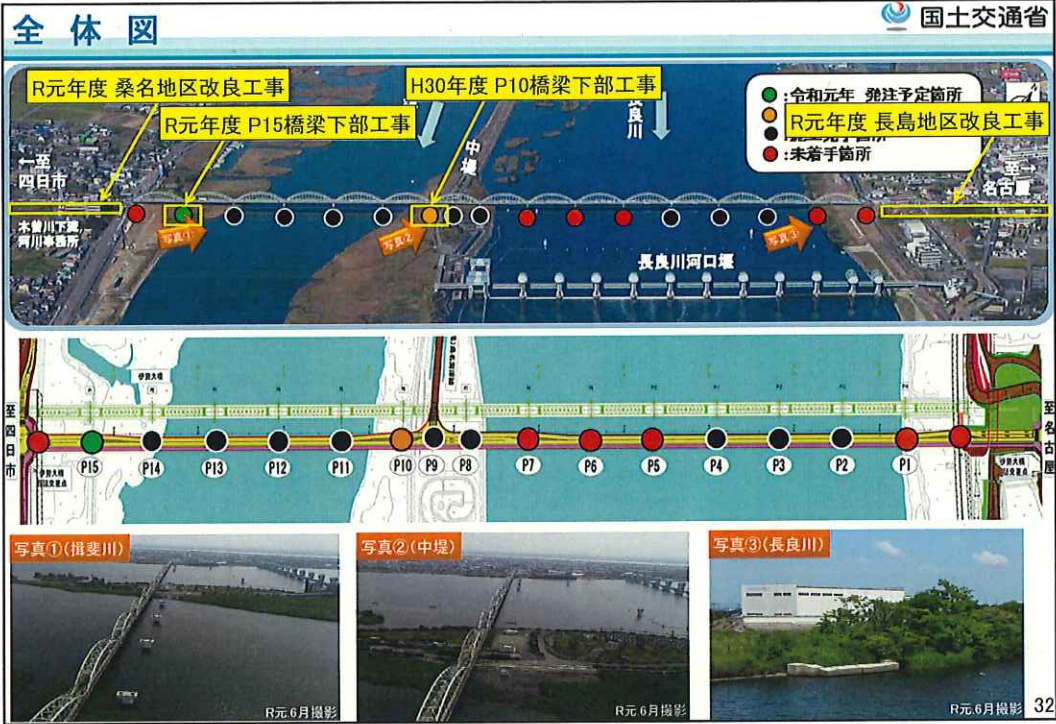 全体図
国土交通省
R元年度 桑名地区改良工事
R元年度 P15橋梁下部工事
H30年度 P10橋梁下部工事
:令和元年 発注予定箇所
R元年度 長島地区改良工事
:未着手箇所
←至
四日市
中堤
長良川
至→
名古屋
木曽川下流
河川事務所
写真①
写真②
写真③
長良川河口堰
至四日市
伊勢大橋
至名古屋
P15
P14
P13
P12
P11
P10
P9
P8
P7
P6
P5
P4
P3
P2
P1
写真①(揖斐川)
R元.6月撮影
写真②(中堤)
R元.6月撮影
写真③(長良川)
R元.6月撮影
32